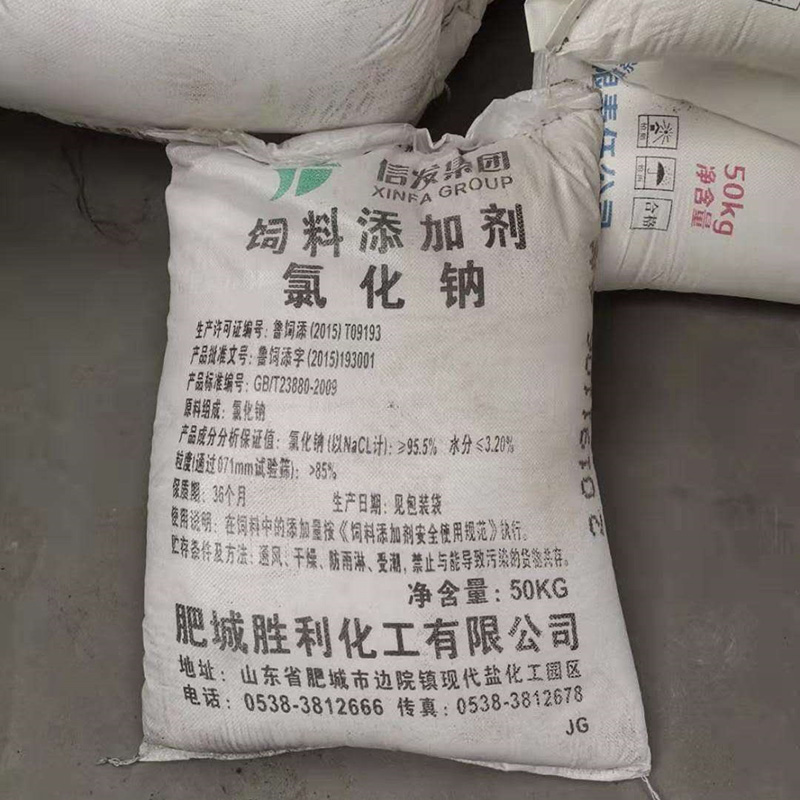 信发集团
XINFA GROUP
饲料添加剂
氯化钠
生产许可证编号：鲁饲添(2015)T09193
产品批准文号：鲁饲添字(2015)193001
产品标准编号：GB/T23880-2009
原料组成：氯化钠
产品成分分析保证值：氯化钠(以NaCL计)：≥95.5% 水分≤3.20%
粒度(通过071mm试验筛)：>85%
保质期：36个月 生产日期：见包装袋
使用说明：在饲料中的添加量按《饲料添加剂安全使用规范》执行。
贮存条件及方法：通风、干燥、防雨淋、受潮，禁止与能导致污染的货物共存。
净含量：50KG
肥城胜利化工有限公司
地址：山东省肥城市边院镇现代盐化工园区
电话：0538-3812666 传真：0538-3812678
JG
限责任公司
合格
50kg
净含量